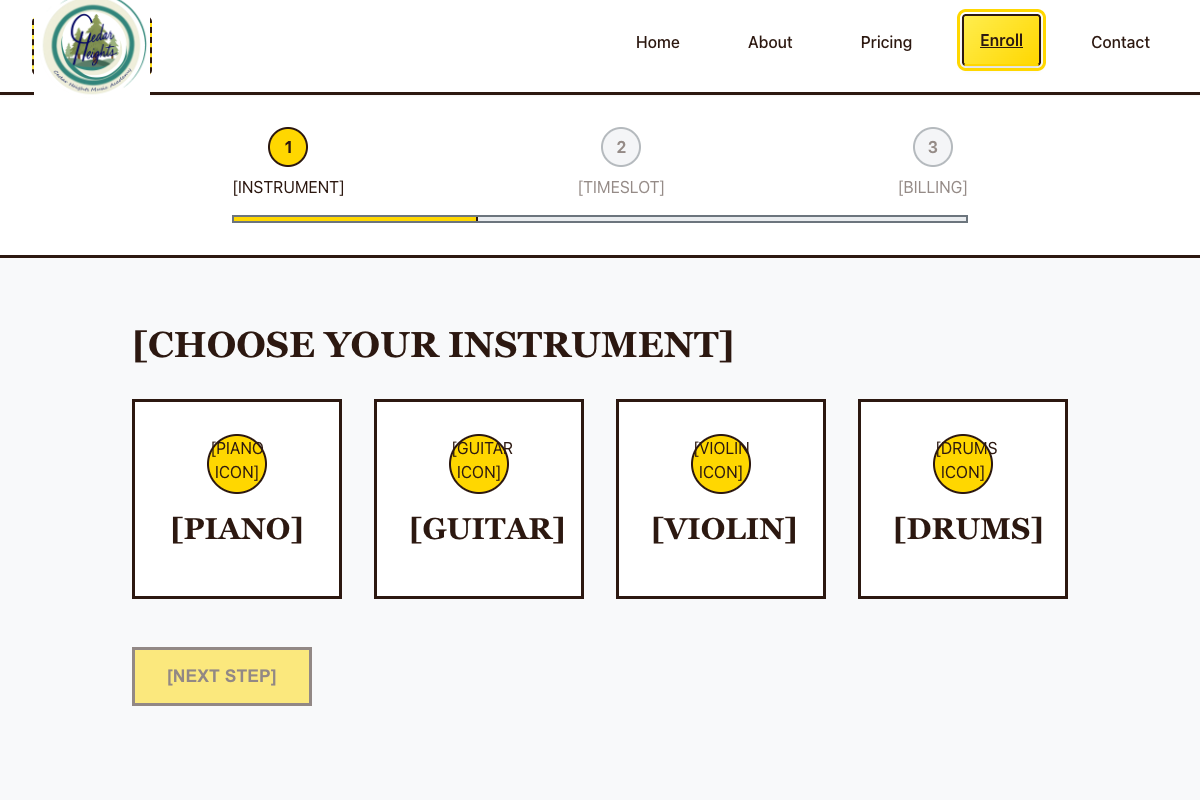 Cedar
Heights
Cedar Heights Music Academy
Home
About
Pricing
Enroll
Contact
1
2
3
[INSTRUMENT]
[TIMESLOT]
[BILLING]
[CHOOSE YOUR INSTRUMENT]
[PIANO
ICON]
[PIANO]
[GUITAR
ICON]
[GUITAR]
[VIOLIN
ICON]
[VIOLIN]
[DRUMS
ICON]
[DRUMS]
[NEXT STEP]